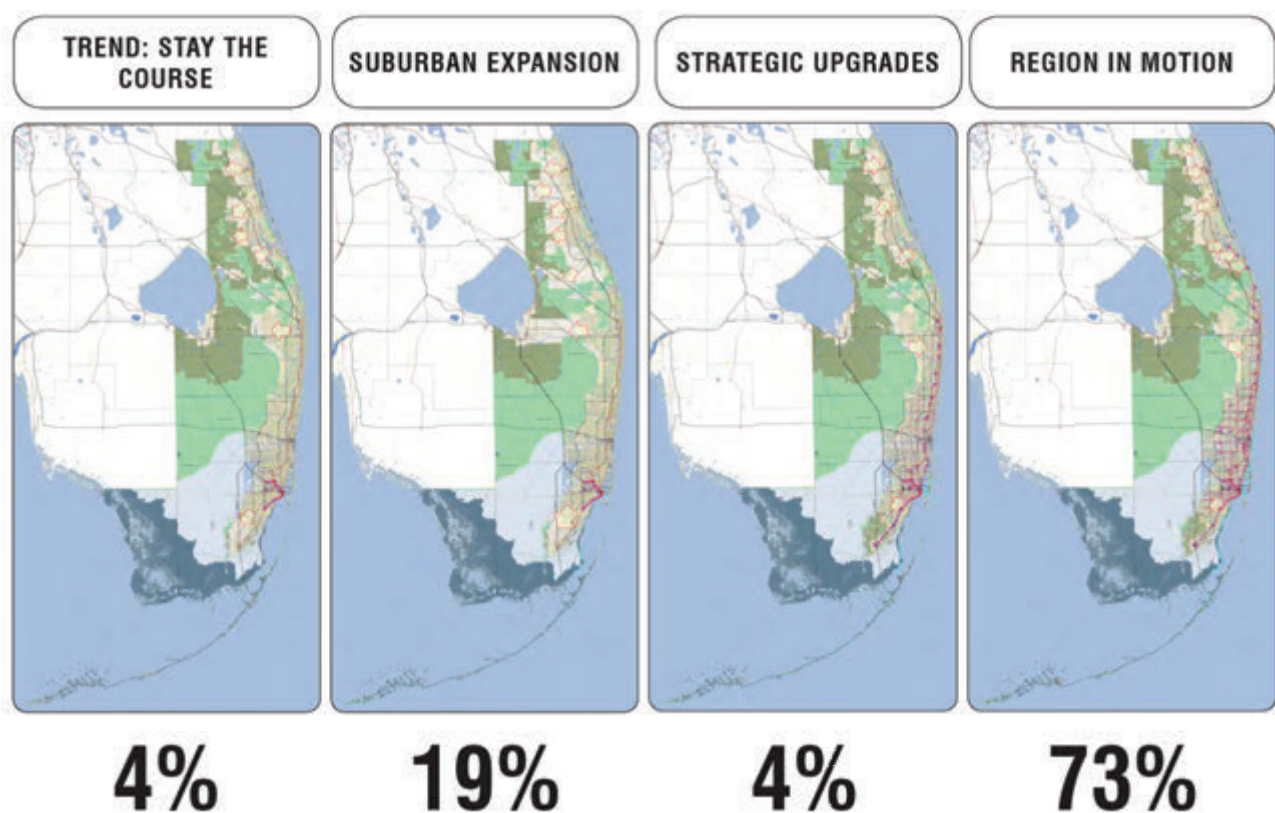 TREND: STAY THE
COURSE
SUBURBAN EXPANSION
STRATEGIC UPGRADES
REGION IN MOTION
4%
19%
4%
73%